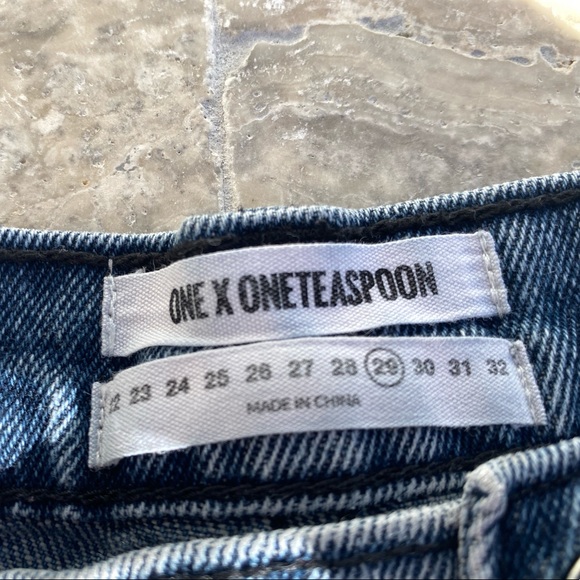 ONE X ONETEASPOON
22 23 24 25 26 27 28 29 30 31 32
MADE IN CHINA